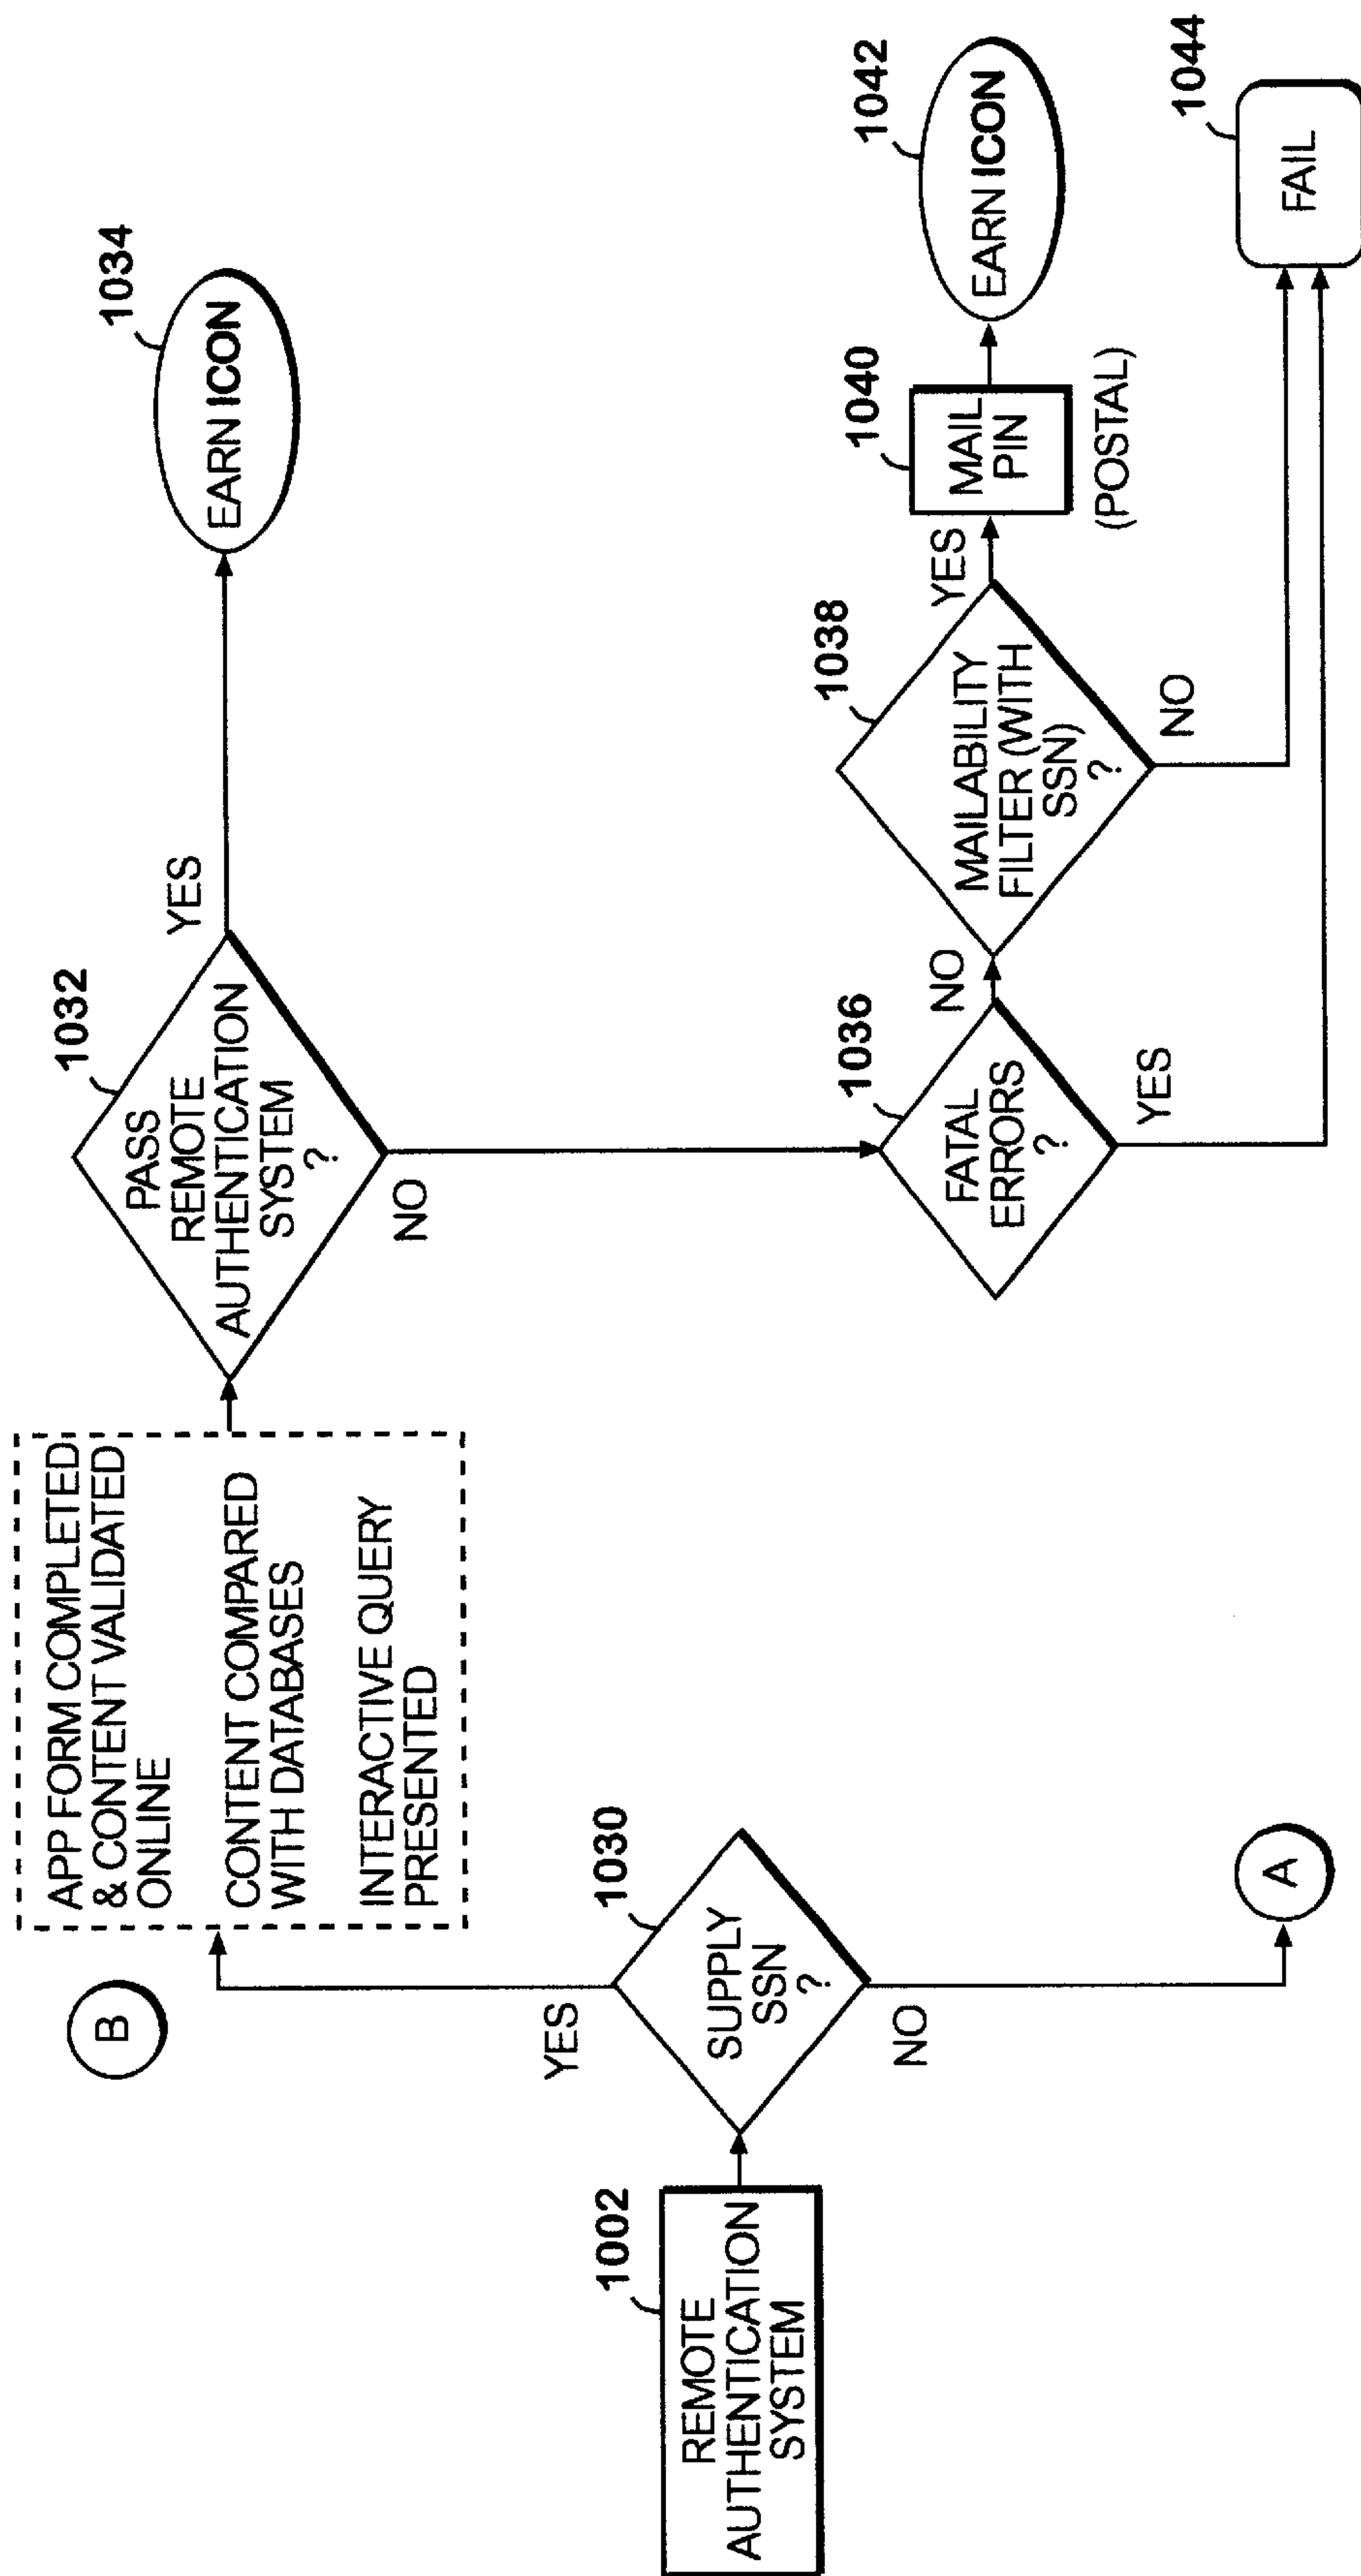 1002
REMOTE
AUTHENTICATION
SYSTEM
1030
SUPPLY
SSN
?
YES
NO
B
A
APP FORM COMPLETED
& CONTENT VALIDATED
ONLINE
CONTENT COMPARED
WITH DATABASES
INTERACTIVE QUERY
PRESENTED
1032
PASS
REMOTE
AUTHENTICATION
SYSTEM
?
YES
NO
1034
EARN ICON
1036
FATAL
ERRORS
?
NO
YES
1038
MAILABILITY
FILTER (WITH
SSN)
?
YES
NO
1040
MAIL
PIN
(POSTAL)
1042
EARN ICON
1044
FAIL